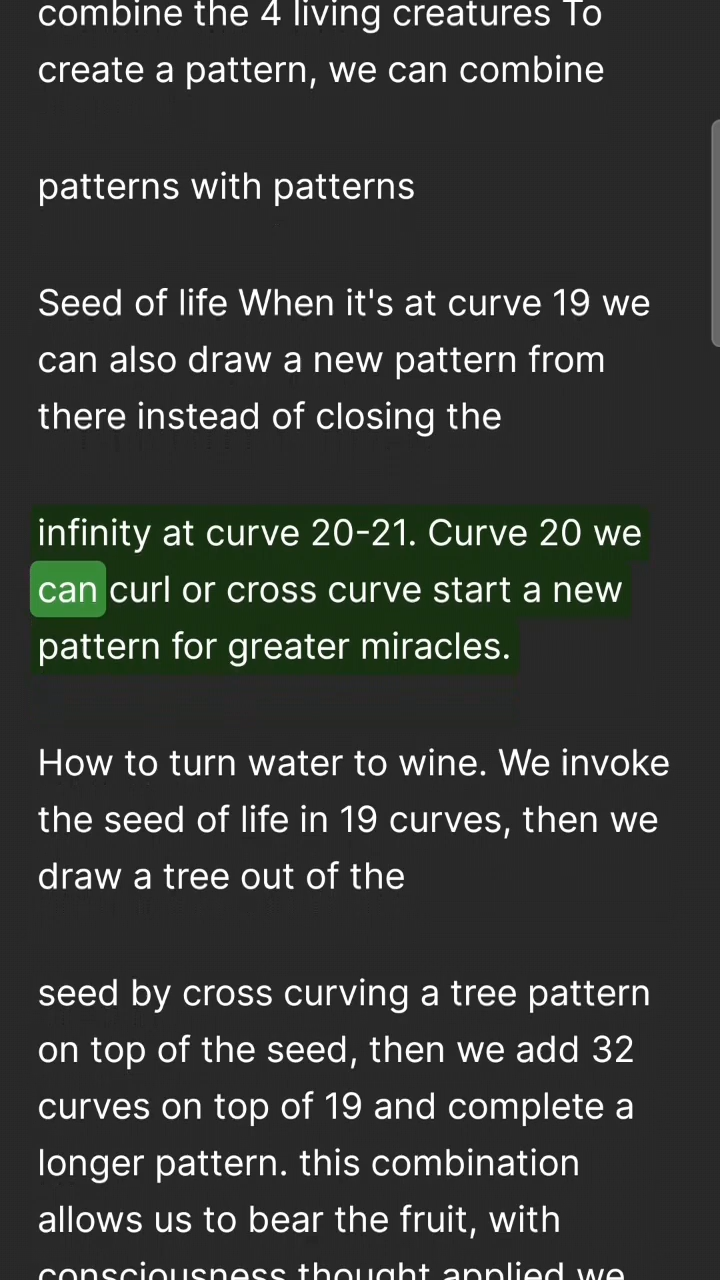 combine the 4 living creatures To
create a pattern, we can combine
patterns with patterns
Seed of life When it's at curve 19 we
can also draw a new pattern from
there instead of closing the
infinity at curve 20-21. Curve 20 we
can curl or cross curve start a new
pattern for greater miracles.
How to turn water to wine. We invoke
the seed of life in 19 curves, then we
draw a tree out of the
seed by cross curving a tree pattern
on top of the seed, then we add 32
curves on top of 19 and complete a
longer pattern. this combination
allows us to bear the fruit, with
consciousness thought applied we